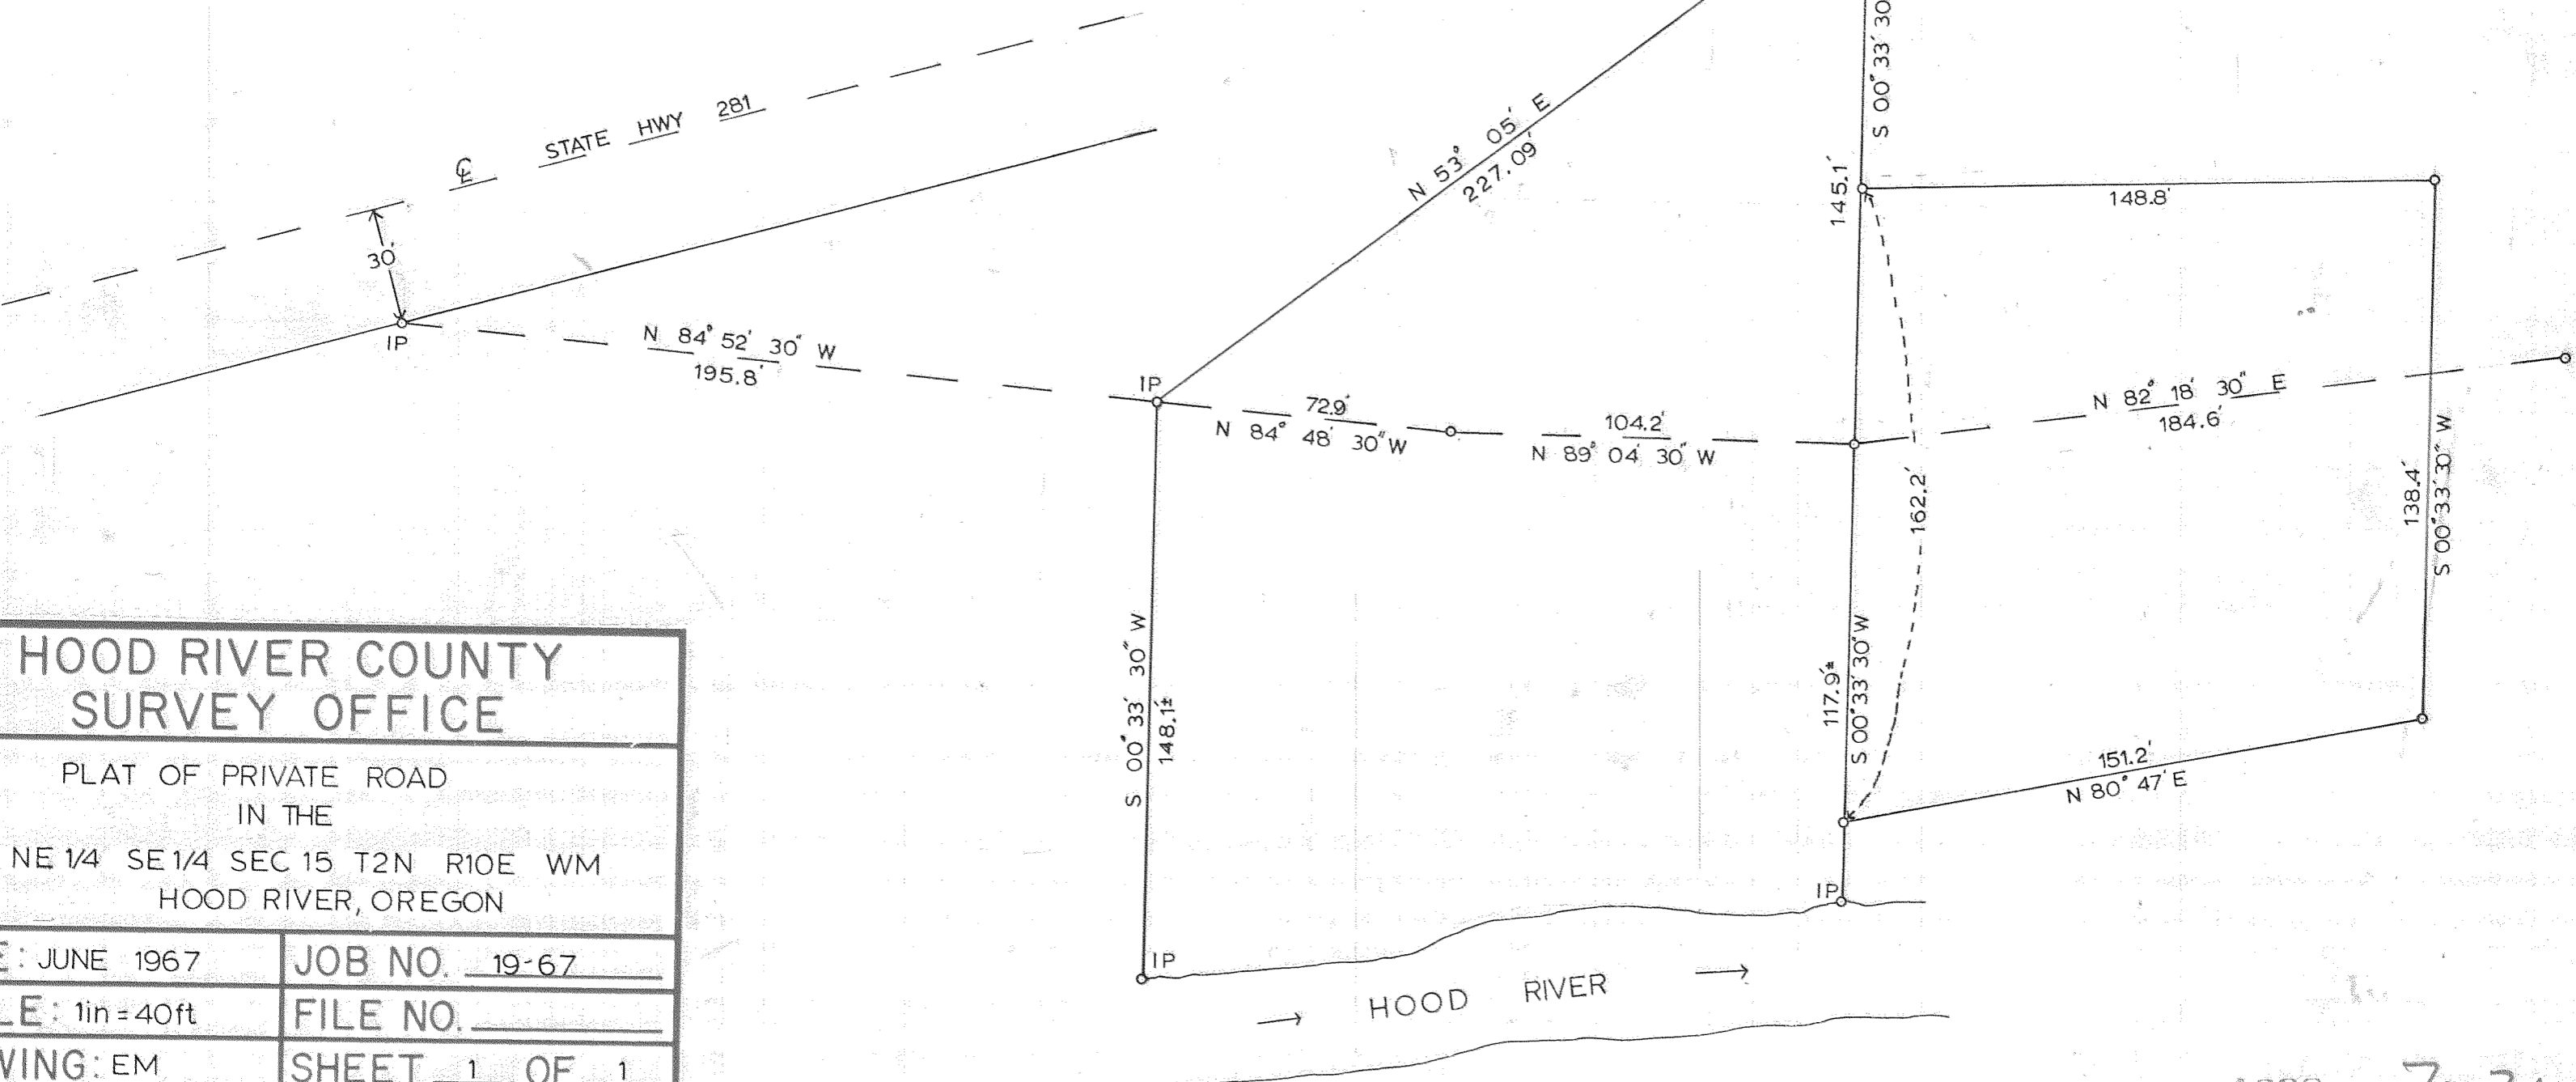 ℄ STATE HWY 281
30'
IP
N 84° 52' 30" W
195.8'
IP
N 53° 05' E
227.09'
72.9'
N 84° 48' 30" W
104.2'
N 89° 04' 30" W
S 00° 33' 30
145.1'
148.8'
N 82° 18' 30" E
184.6'
162.2'
138.4'
S 00° 33' 30" W
S 00° 33' 30" W
148.1'±
117.9'±
S 00° 33' 30" W
151.2'
N 80° 47' E
IP
IP
→ HOOD RIVER →
HOOD RIVER COUNTY
SURVEY OFFICE
PLAT OF PRIVATE ROAD
IN THE
NE 1/4 SE 1/4 SEC 15 T2N R10E WM
HOOD RIVER, OREGON
E: JUNE 1967
JOB NO. 19-67
LE: 1in = 40ft
FILE NO.
WING: EM
SHEET 1 OF 1